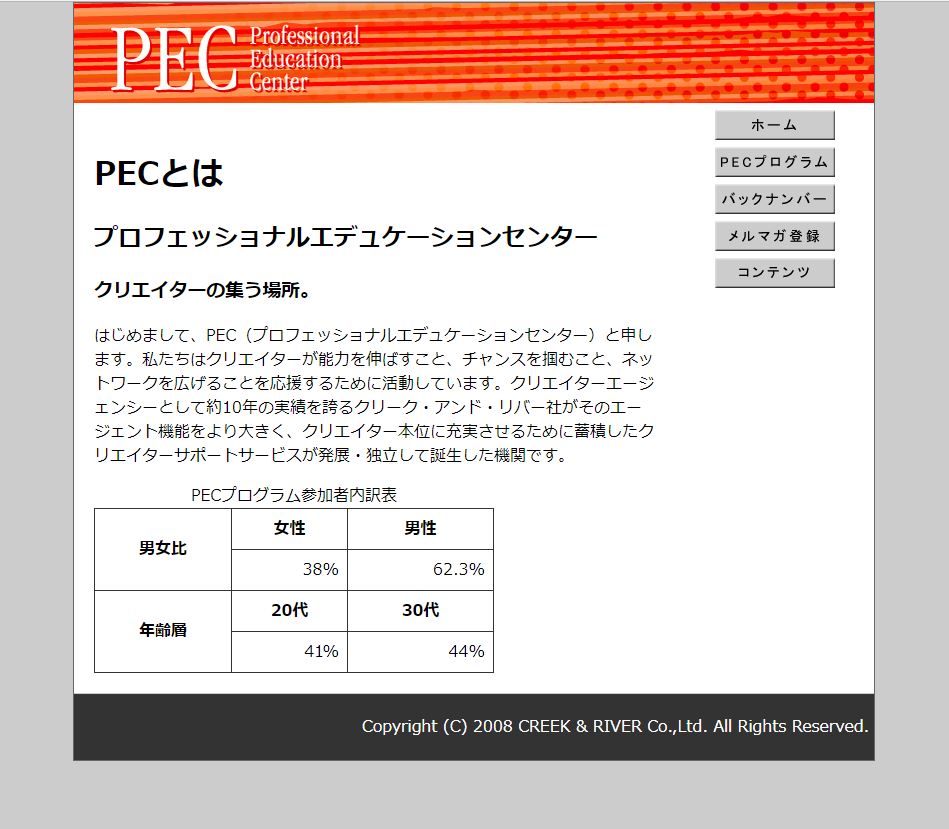 PEC Professional
Education
Center
ホーム
PECプログラム
バックナンバー
メルマガ登録
コンテンツ
PECとは
プロフェッショナルエデュケーションセンター
クリエイターの集う場所。
はじめまして、PEC（プロフェッショナルエデュケーションセンター）と申し
ます。私たちはクリエイターが能力を伸ばすこと、チャンスを掴むこと、ネッ
トワークを広げることを応援するために活動しています。クリエイターエージ
ェンシーとして約10年の実績を誇るクリーク・アンド・リバー社がそのエー
ジェント機能をより大きく、クリエイター本位に充実させるために蓄積したク
リエイターサポートサービスが発展・独立して誕生した機関です。
PECプログラム参加者内訳表
男女比 女性 男性
38% 62.3%
年齢層 20代 30代
41% 44%
Copyright (C) 2008 CREEK & RIVER Co.,Ltd. All Rights Reserved.